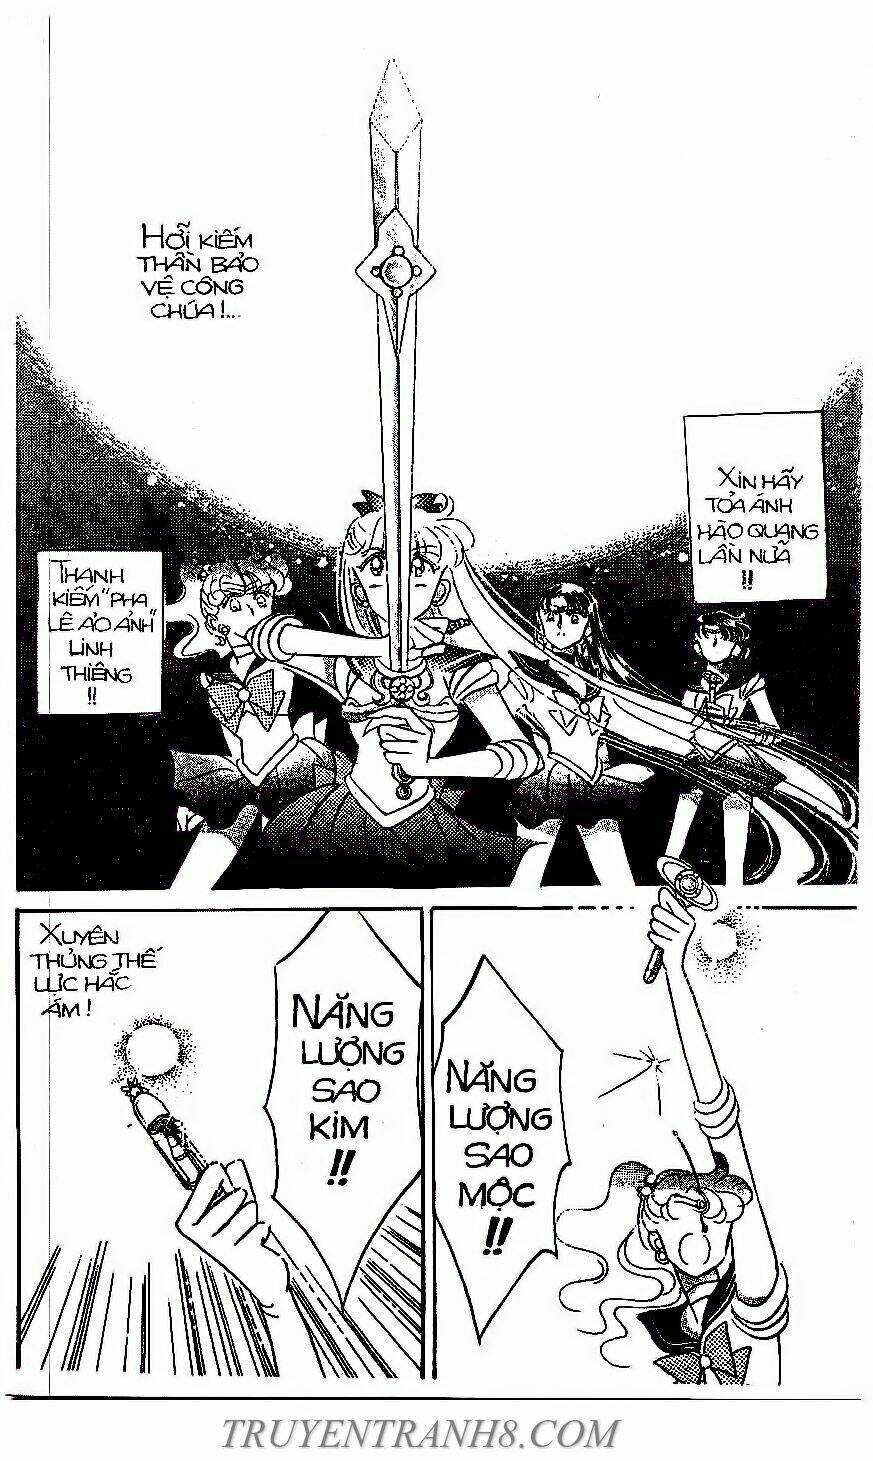 HỠI KIẾM
THẦN BẢO
VỆ CÔNG
CHÚA!...
XIN HÃY
TỎA ÁNH
HÀO QUANG
LẦN NỮA
!!
THANH
KIẾM "PHA
LÊ ẢO ẢNH"
LINH
THIÊNG
!!
XUYÊN
THỦNG THẾ
LỰC HẮC
ÁM!
NĂNG
LƯỢNG
SAO
KIM
!!
NĂNG
LƯỢNG
SAO
MỘC
!!
TRUYENTRANH8.COM